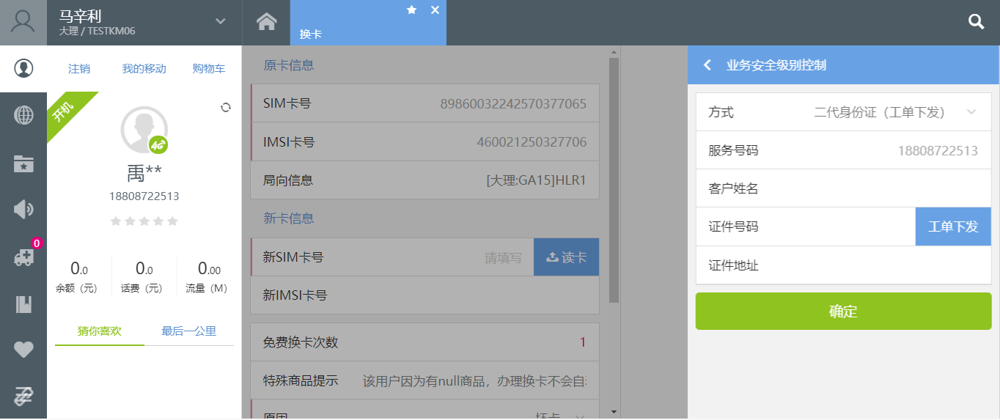 马辛利
大理 / TESTKM06
换卡
注销
我的移动
购物车
开机
4G
禹**
18808722513
0
0.0
余额（元）
0.0
话费（元）
0.00
流量（M）
猜你喜欢
最后一公里
原卡信息
SIM卡号
89860032242570377065
IMSI卡号
460021250327706
局向信息
[大理:GA15]HLR1
新卡信息
新SIM卡号
请填写
读卡
新IMSI卡号
免费换卡次数
1
特殊商品提示
该用户因为有null商品，办理换卡不会自动
原因
坏卡
业务安全级别控制
方式
二代身份证（工单下发）
服务号码
18808722513
客户姓名
证件号码
工单下发
证件地址
确定